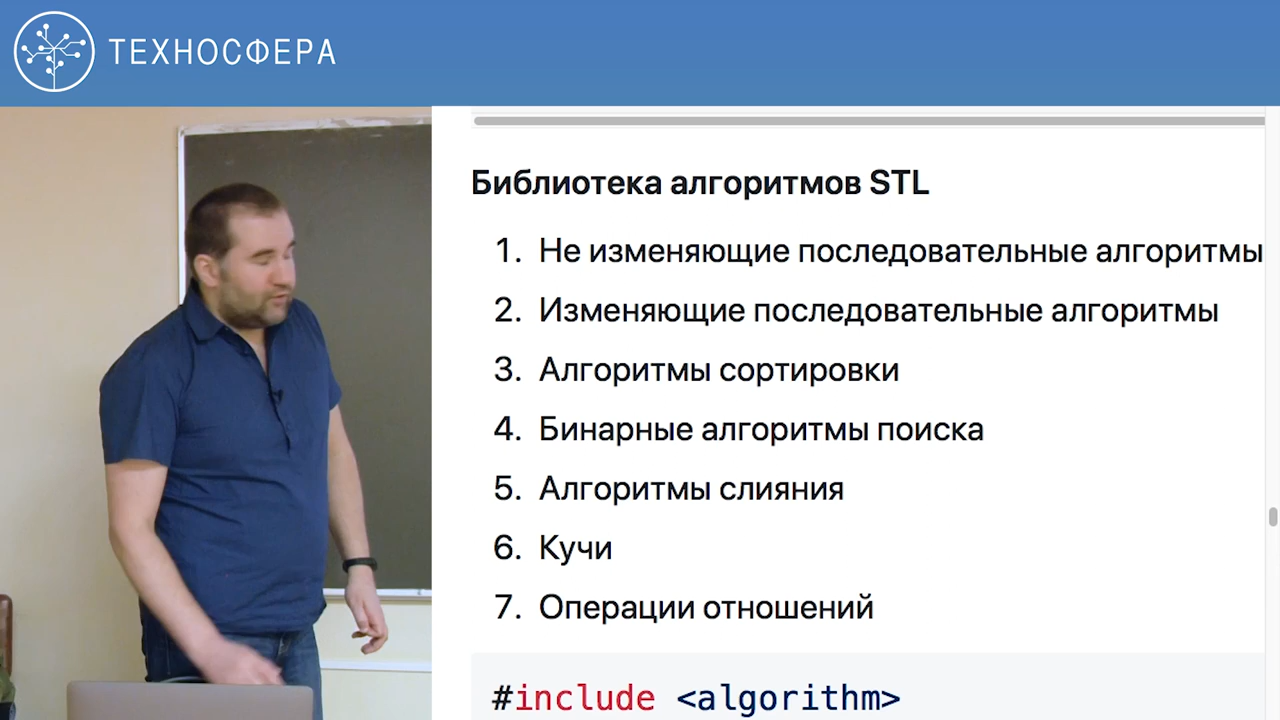 ТЕХНОСФЕРА
Библиотека алгоритмов STL
1. Не изменяющие последовательные алгоритмы
2. Изменяющие последовательные алгоритмы
3. Алгоритмы сортировки
4. Бинарные алгоритмы поиска
5. Алгоритмы слияния
6. Кучи
7. Операции отношений
#include <algorithm>